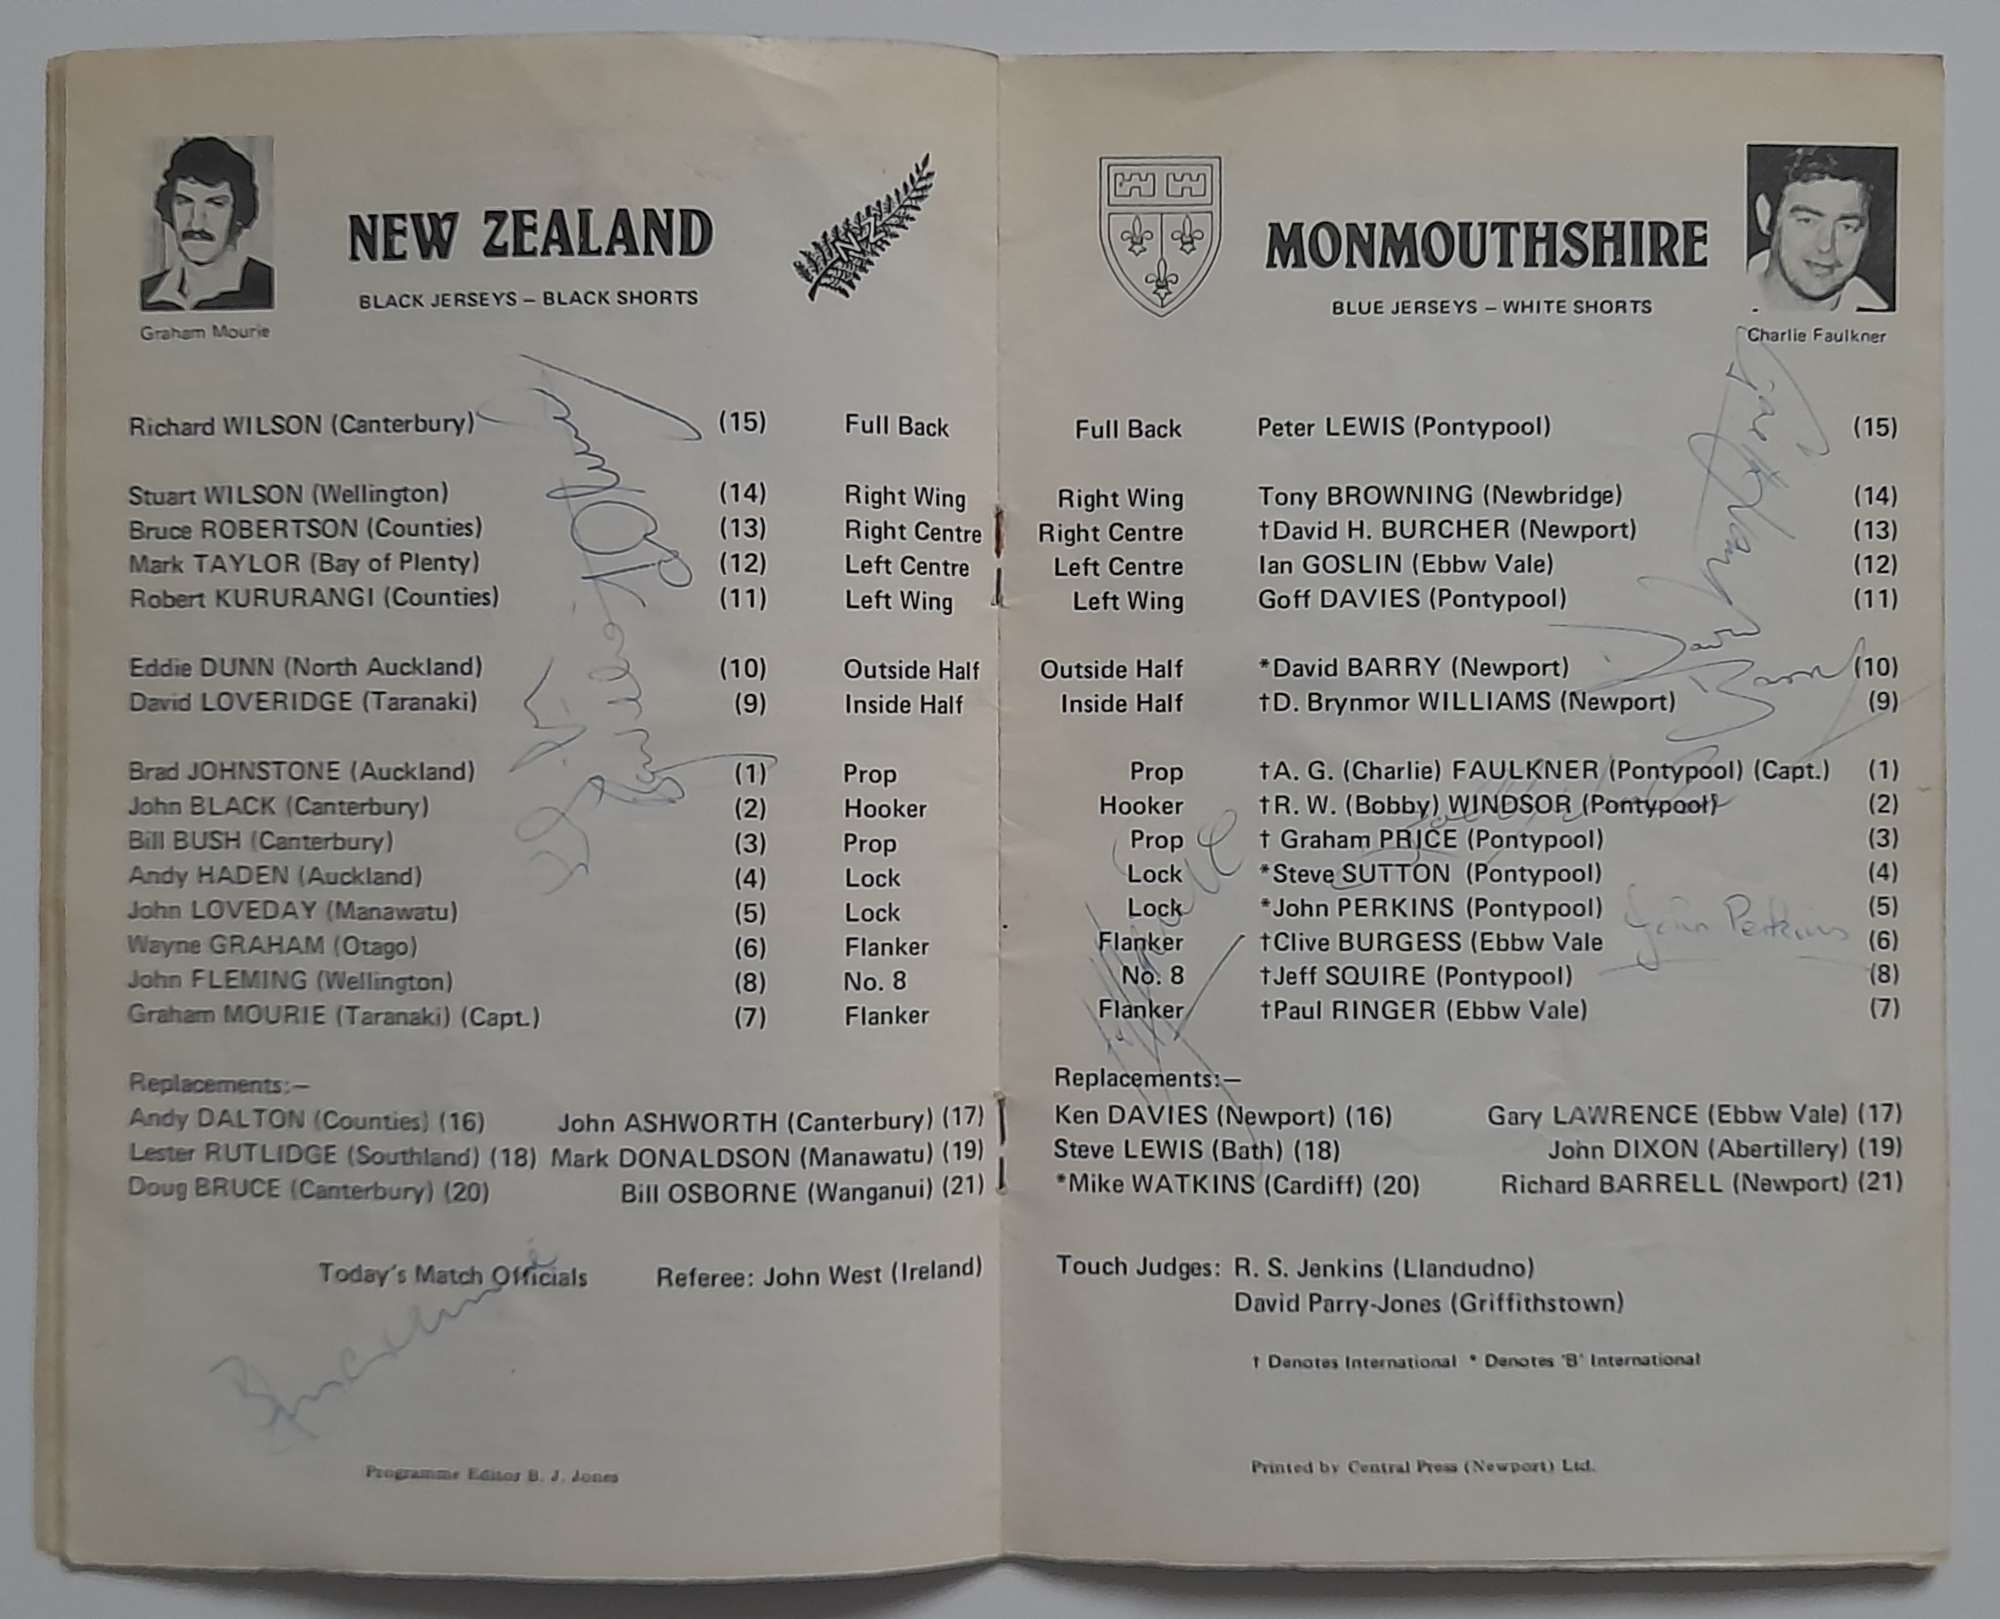 NEW ZEALAND
BLACK JERSEYS – BLACK SHORTS
NZ
Graham Mourie
Richard WILSON (Canterbury) (15) Full Back
Stuart WILSON (Wellington) (14) Right Wing
Bruce ROBERTSON (Counties) (13) Right Centre
Mark TAYLOR (Bay of Plenty) (12) Left Centre
Robert KURURANGI (Counties) (11) Left Wing
Eddie DUNN (North Auckland) (10) Outside Half
David LOVERIDGE (Taranaki) (9) Inside Half
Brad JOHNSTONE (Auckland) (1) Prop
John BLACK (Canterbury) (2) Hooker
Bill BUSH (Canterbury) (3) Prop
Andy HADEN (Auckland) (4) Lock
John LOVEDAY (Manawatu) (5) Lock
Wayne GRAHAM (Otago) (6) Flanker
John FLEMING (Wellington) (8) No. 8
Graham MOURIE (Taranaki) (Capt.) (7) Flanker
Replacements:–
Andy DALTON (Counties) (16) John ASHWORTH (Canterbury) (17)
Lester RUTLIDGE (Southland) (18) Mark DONALDSON (Manawatu) (19)
Doug BRUCE (Canterbury) (20) Bill OSBORNE (Wanganui) (21)
Today's Match Officials Referee: John West (Ireland)
Programme Editor B. J. Jones
MONMOUTHSHIRE
BLUE JERSEYS – WHITE SHORTS
Charlie Faulkner
Full Back Peter LEWIS (Pontypool) (15)
Right Wing Tony BROWNING (Newbridge) (14)
Right Centre †David H. BURCHER (Newport) (13)
Left Centre Ian GOSLIN (Ebbw Vale) (12)
Left Wing Goff DAVIES (Pontypool) (11)
Outside Half *David BARRY (Newport) (10)
Inside Half †D. Brynmor WILLIAMS (Newport) (9)
Prop †A. G. (Charlie) FAULKNER (Pontypool) (Capt.) (1)
Hooker †R. W. (Bobby) WINDSOR (Pontypool) (2)
Prop † Graham PRICE (Pontypool) (3)
Lock *Steve SUTTON (Pontypool) (4)
Lock *John PERKINS (Pontypool) (5)
John Perkins
Flanker †Clive BURGESS (Ebbw Vale (6)
No. 8 †Jeff SQUIRE (Pontypool) (8)
Flanker †Paul RINGER (Ebbw Vale) (7)
Replacements:–
Ken DAVIES (Newport) (16) Gary LAWRENCE (Ebbw Vale) (17)
Steve LEWIS (Bath) (18) John DIXON (Abertillery) (19)
*Mike WATKINS (Cardiff) (20) Richard BARRELL (Newport) (21)
Touch Judges: R. S. Jenkins (Llandudno)
David Parry-Jones (Griffithstown)
† Denotes International * Denotes 'B' International
Printed by Central Press (Newport) Ltd.